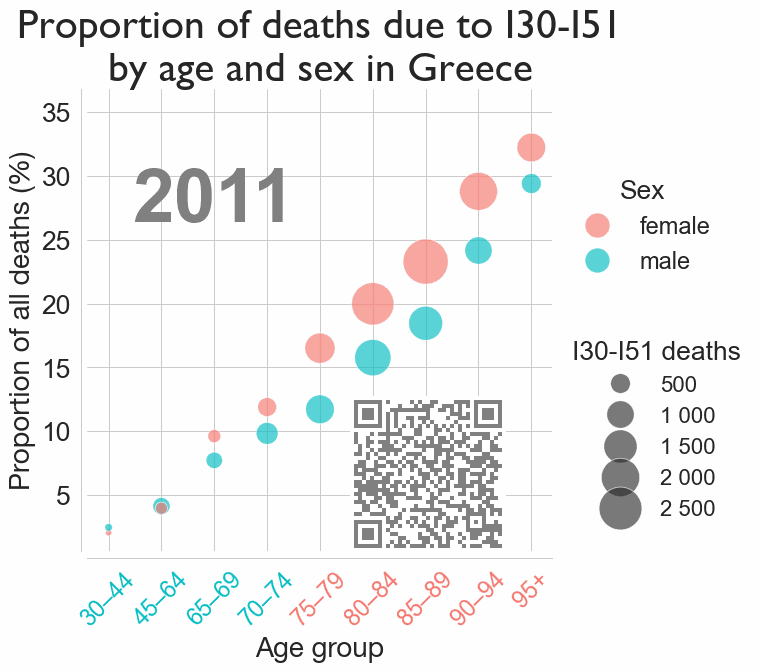 Proportion of deaths due to I30-I51
by age and sex in Greece
2011
Proportion of all deaths (%)
35
30
25
20
15
10
5
30–44
45–64
65–69
70–74
75–79
80–84
85–89
90–94
95+
Age group
Sex
female
male
I30-I51 deaths
500
1 000
1 500
2 000
2 500